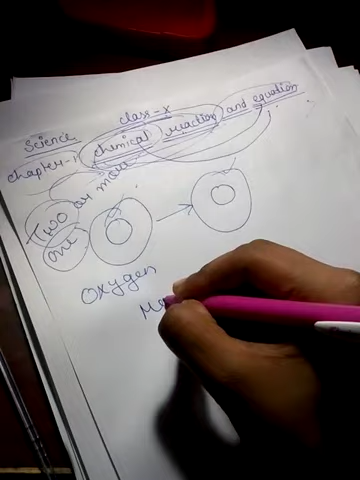 class-x
Science
chapter-1 chemical reaction and equation
Two or more
one
Oxygen